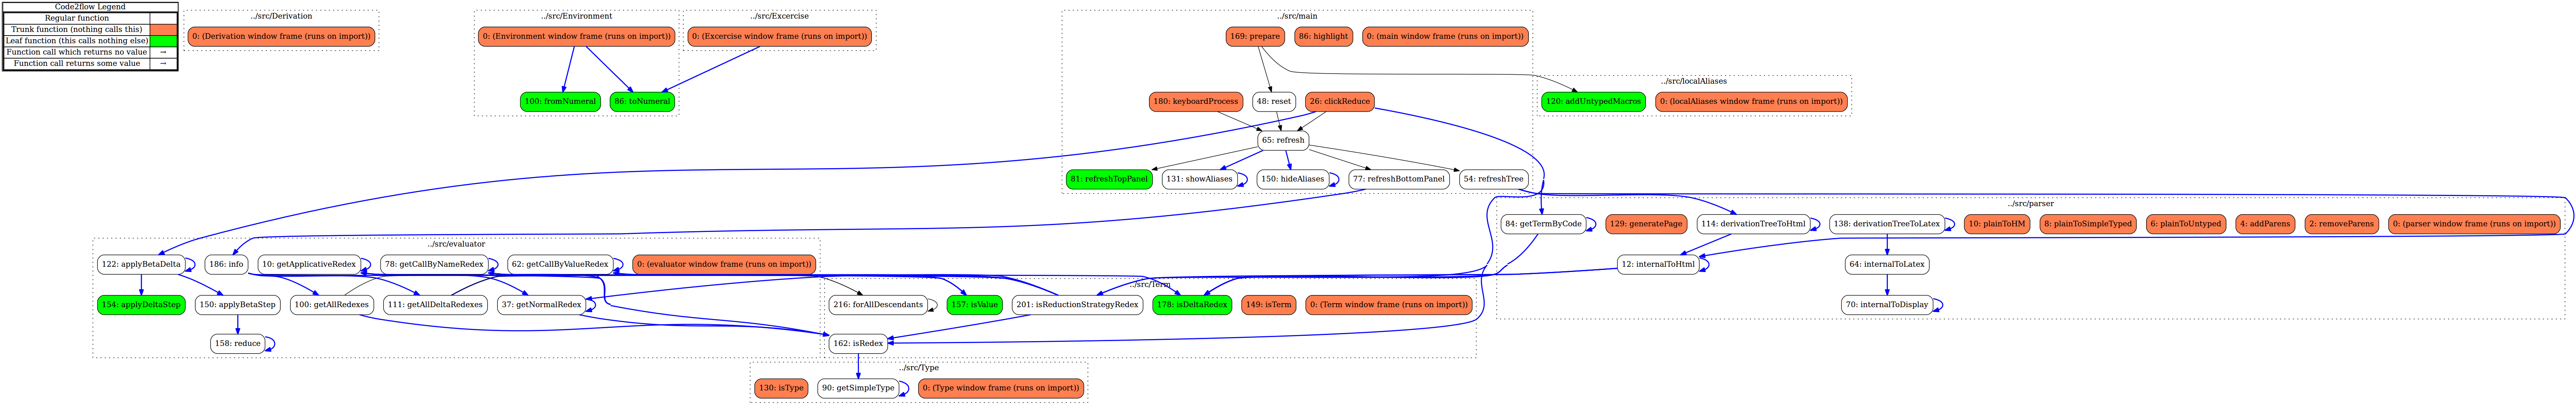 Code2flow Legend
Regular function
Trunk function (nothing calls this)
Leaf function (this calls nothing else)
Function call which returns no value →
Function call returns some value →
../src/Derivation
0: (Derivation window frame (runs on import))
../src/Environment
0: (Environment window frame (runs on import))
100: fromNumeral
86: toNumeral
../src/Excercise
0: (Excercise window frame (runs on import))
../src/main
169: prepare
86: highlight
0: (main window frame (runs on import))
180: keyboardProcess
48: reset
26: clickReduce
65: refresh
81: refreshTopPanel
131: showAliases
150: hideAliases
77: refreshBottomPanel
54: refreshTree
../src/localAliases
120: addUntypedMacros
0: (localAliases window frame (runs on import))
../src/parser
84: getTermByCode
129: generatePage
114: derivationTreeToHtml
138: derivationTreeToLatex
10: plainToHM
8: plainToSimpleTyped
6: plainToUntyped
4: addParens
2: removeParens
0: (parser window frame (runs on import))
12: internalToHtml
64: internalToLatex
70: internalToDisplay
../src/evaluator
122: applyBetaDelta
186: info
10: getApplicativeRedex
78: getCallByNameRedex
62: getCallByValueRedex
0: (evaluator window frame (runs on import))
154: applyDeltaStep
150: applyBetaStep
100: getAllRedexes
111: getAllDeltaRedexes
37: getNormalRedex
158: reduce
../src/Term
216: forAllDescendants
157: isValue
201: isReductionStrategyRedex
178: isDeltaRedex
149: isTerm
0: (Term window frame (runs on import))
162: isRedex
../src/Type
130: isType
90: getSimpleType
0: (Type window frame (runs on import))